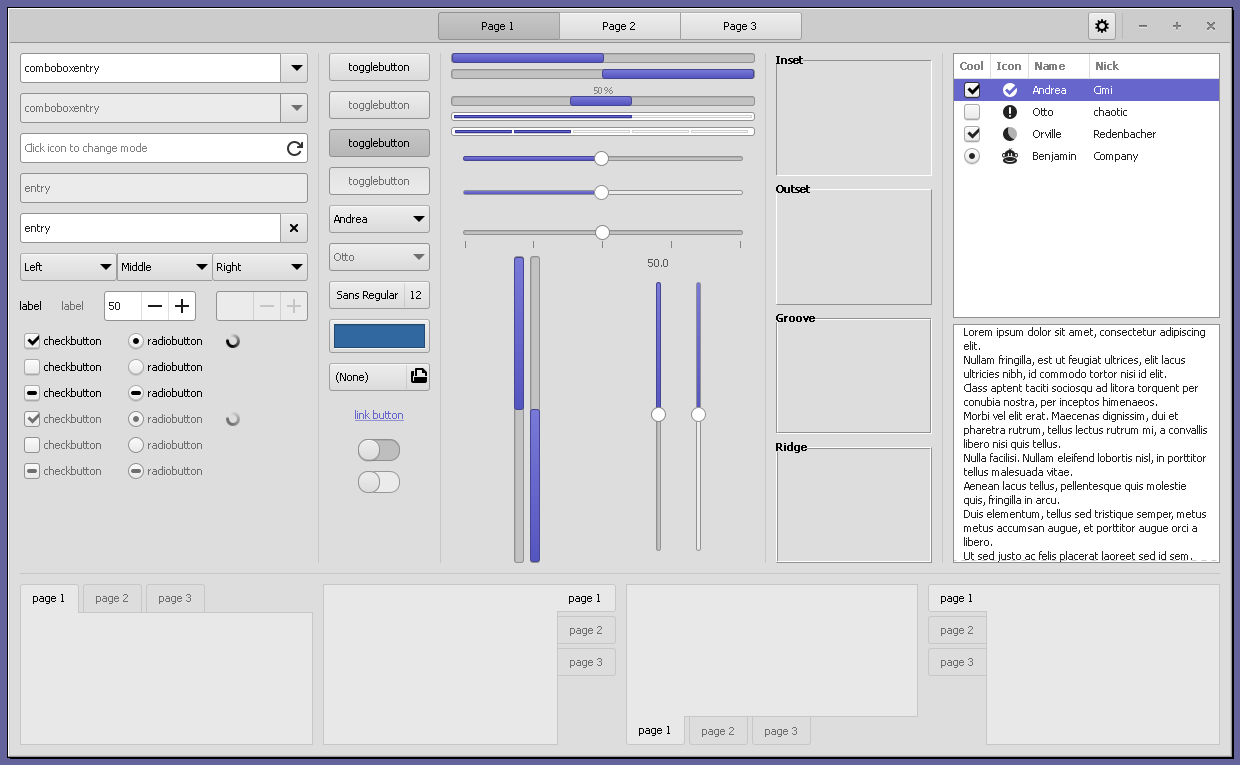 Page 1
Page 2
Page 3
comboboxentry
comboboxentry
Click icon to change mode
entry
entry
Left
Middle
Right
label
label
50
checkbutton
radiobutton
checkbutton
radiobutton
checkbutton
radiobutton
checkbutton
radiobutton
checkbutton
radiobutton
checkbutton
radiobutton
togglebutton
togglebutton
togglebutton
togglebutton
Andrea
Otto
Sans Regular 12
(None)
link button
50 %
50.0
Inset
Outset
Groove
Ridge
Cool Icon Name Nick
Andrea Cimi
Otto chaotic
Orville Redenbacher
Benjamin Company
Lorem ipsum dolor sit amet, consectetur adipiscing
elit.
Nullam fringilla, est ut feugiat ultrices, elit lacus
ultricies nibh, id commodo tortor nisi id elit.
Class aptent taciti sociosqu ad litora torquent per
conubia nostra, per inceptos himenaeos.
Morbi vel elit erat. Maecenas dignissim, dui et
pharetra rutrum, tellus lectus rutrum mi, a convallis
libero nisi quis tellus.
Nulla facilisi. Nullam eleifend lobortis nisl, in porttitor
tellus malesuada vitae.
Aenean lacus tellus, pellentesque quis molestie
quis, fringilla in arcu.
Duis elementum, tellus sed tristique semper, metus
metus accumsan augue, et porttitor augue orci a
libero.
Ut sed justo ac felis placerat laoreet sed id sem.
page 1
page 2
page 3
page 1
page 2
page 3
page 1
page 2
page 3
page 1
page 2
page 3